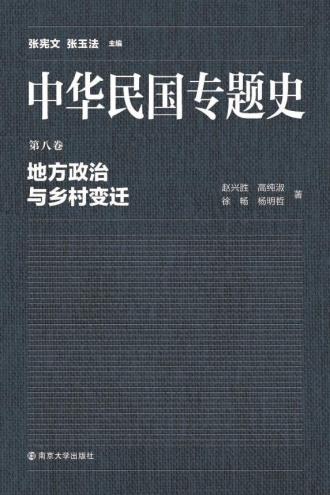 张宪文 张玉法 主编
中华民国专题史
第八卷
地方政治
与乡村变迁
赵兴胜 高纯淑
徐畅 杨明哲 著
南京大学出版社